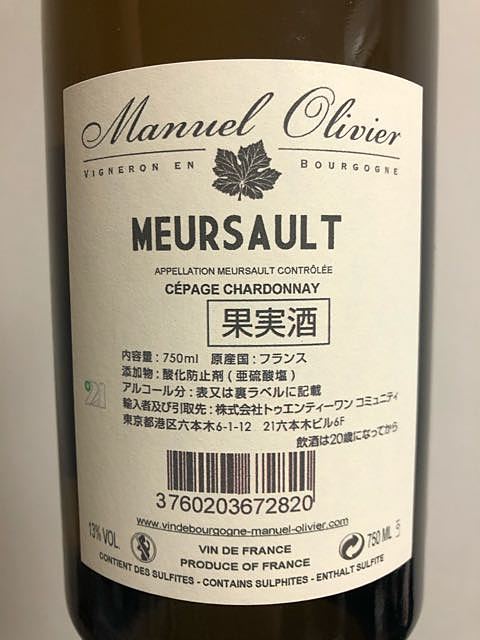 Manuel Olivier
VIGNERON EN BOURGOGNE
MEURSAULT
APPELLATION MEURSAULT CONTRÔLÉE
CÉPAGE CHARDONNAY
果実酒
内容量：750ml 原産国：フランス
添加物：酸化防止剤(亜硫酸塩)
アルコール分：表又は裏ラベルに記載
輸入者及び引取先：株式会社トゥエンティーワン コミュニティ
東京都港区六本木6-1-12 21六本木ビル6F
飲酒は20歳になってから
21
3760203672820
www.vindebourgogne-manuel-olivier.com
13% VOL.
VIN DE FRANCE
PRODUCE OF FRANCE
750 ML
CONTIENT DES SULFITES - CONTAINS SULPHITES - ENTHALT SULFITE